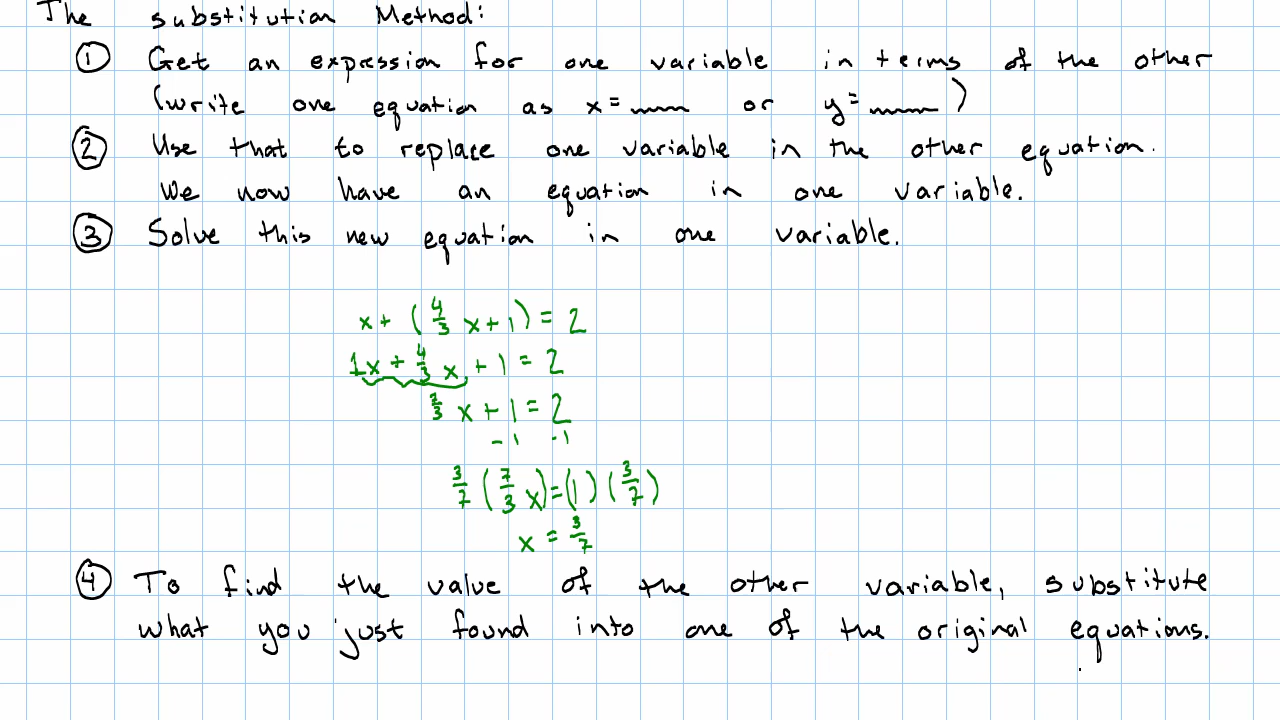 The substitution Method:
① Get an expression for one variable in terms of the other
(write one equation as x=___ or y=___)
② Use that to replace one variable in the other equation.
We now have an equation in one variable.
③ Solve this new equation in one variable.
x + (4/3 x + 1) = 2
1x + 4/3 x + 1 = 2
7/3 x + 1 = 2
-1 -1
3/7 (7/3 x) = (1) (3/7)
x = 3/7
④ To find the value of the other variable, substitute
what you just found into one of the original equations.